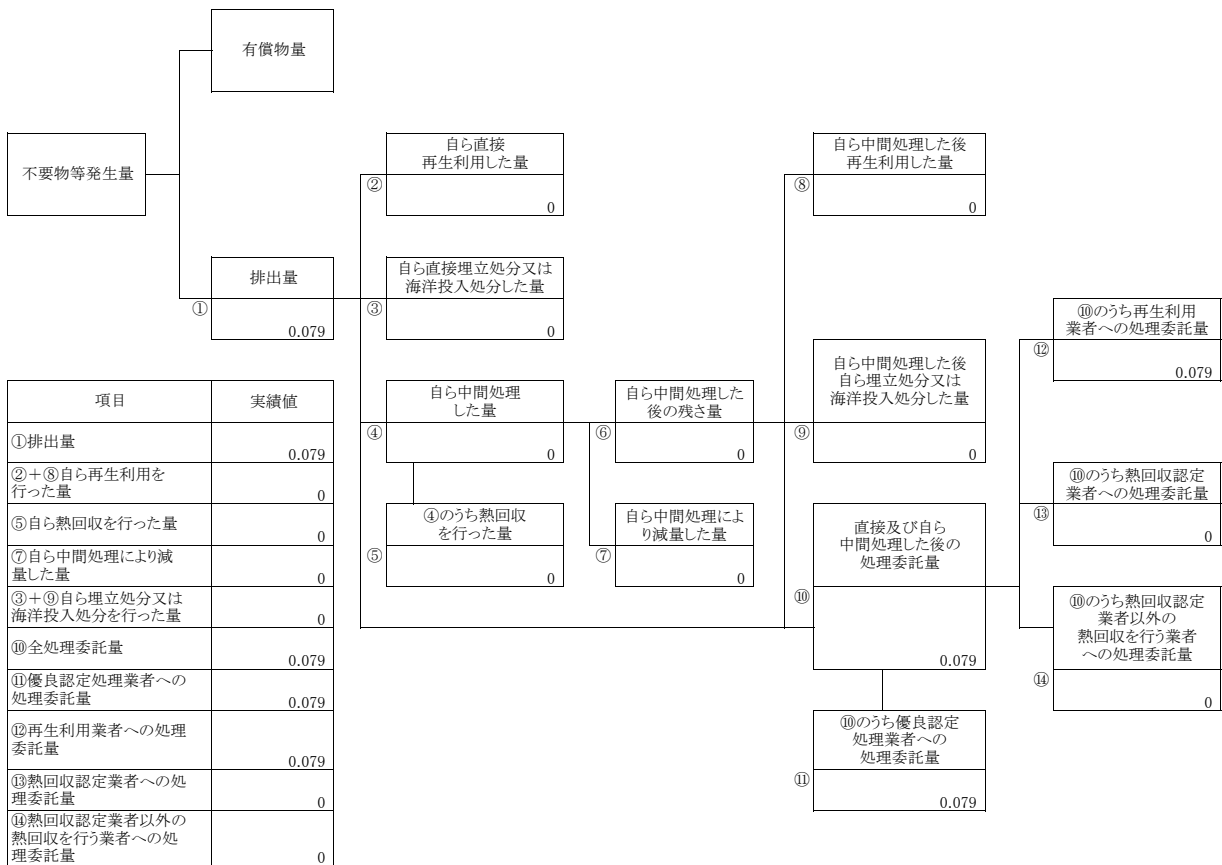 有償物量
不要物等発生量
自ら直接
再生利用した量
②
0
自ら中間処理した後
再生利用した量
⑧
0
排出量
①
0.079
自ら直接埋立処分又は
海洋投入処分した量
③
0
⑩のうち再生利用
業者への処理委託量
⑫
0.079
自ら中間処理
した量
④
0
自ら中間処理した
後の残さ量
⑥
0
自ら中間処理した後
自ら埋立処分又は
海洋投入処分した量
⑨
0
⑩のうち熱回収認定
業者への処理委託量
⑬
0
④のうち熱回収
を行った量
⑤
0
自ら中間処理によ
り減量した量
⑦
0
直接及び自ら
中間処理した後の
処理委託量
⑩
0.079
⑩のうち熱回収認定
業者以外の
熱回収を行う業者
への処理委託量
⑭
0
⑩のうち優良認定
処理業者への
処理委託量
⑪
0.079
項目 実績値
①排出量 0.079
②+⑧自ら再生利用を
行った量 0
⑤自ら熱回収を行った量 0
⑦自ら中間処理により減
量した量 0
③+⑨自ら埋立処分又は
海洋投入処分を行った量 0
⑩全処理委託量 0.079
⑪優良認定処理業者への
処理委託量 0.079
⑫再生利用業者への処理
委託量 0.079
⑬熱回収認定業者への処
理委託量 0
⑭熱回収認定業者以外の
熱回収を行う業者への処
理委託量 0